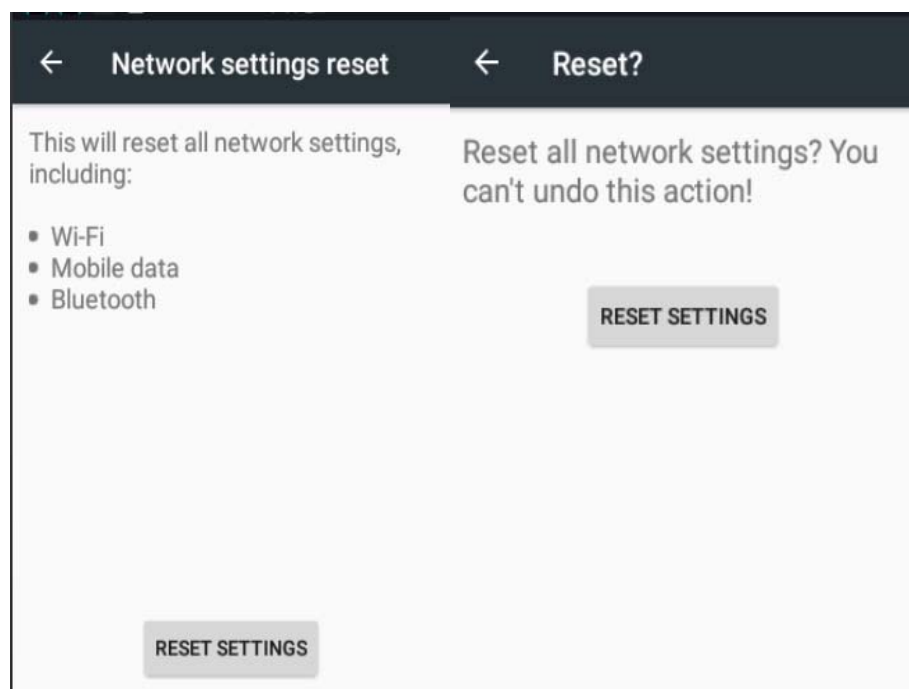 Network settings reset
This will reset all network settings,
including:
• Wi-Fi
• Mobile data
• Bluetooth
RESET SETTINGS
Reset?
Reset all network settings? You
can't undo this action!
RESET SETTINGS